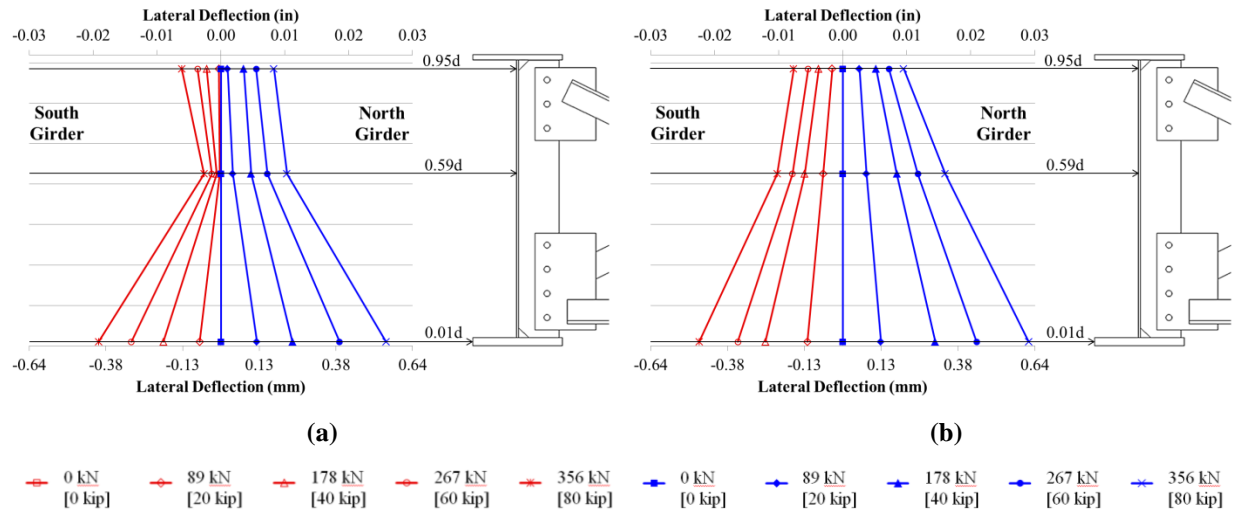 Lateral Deflection (in)
-0.03 -0.02 -0.01 0.00 0.01 0.02 0.03
0.95d
South
Girder
North
Girder
0.59d
0.01d
-0.64 -0.38 -0.13 0.13 0.38 0.64
Lateral Deflection (mm)
(a)
Lateral Deflection (in)
-0.03 -0.02 -0.01 0.00 0.01 0.02 0.03
0.95d
South
Girder
North
Girder
0.59d
0.01d
-0.64 -0.38 -0.13 0.13 0.38 0.64
Lateral Deflection (mm)
(b)
0 kN
[0 kip]
89 kN
[20 kip]
178 kN
[40 kip]
267 kN
[60 kip]
356 kN
[80 kip]
0 kN
[0 kip]
89 kN
[20 kip]
178 kN
[40 kip]
267 kN
[60 kip]
356 kN
[80 kip]